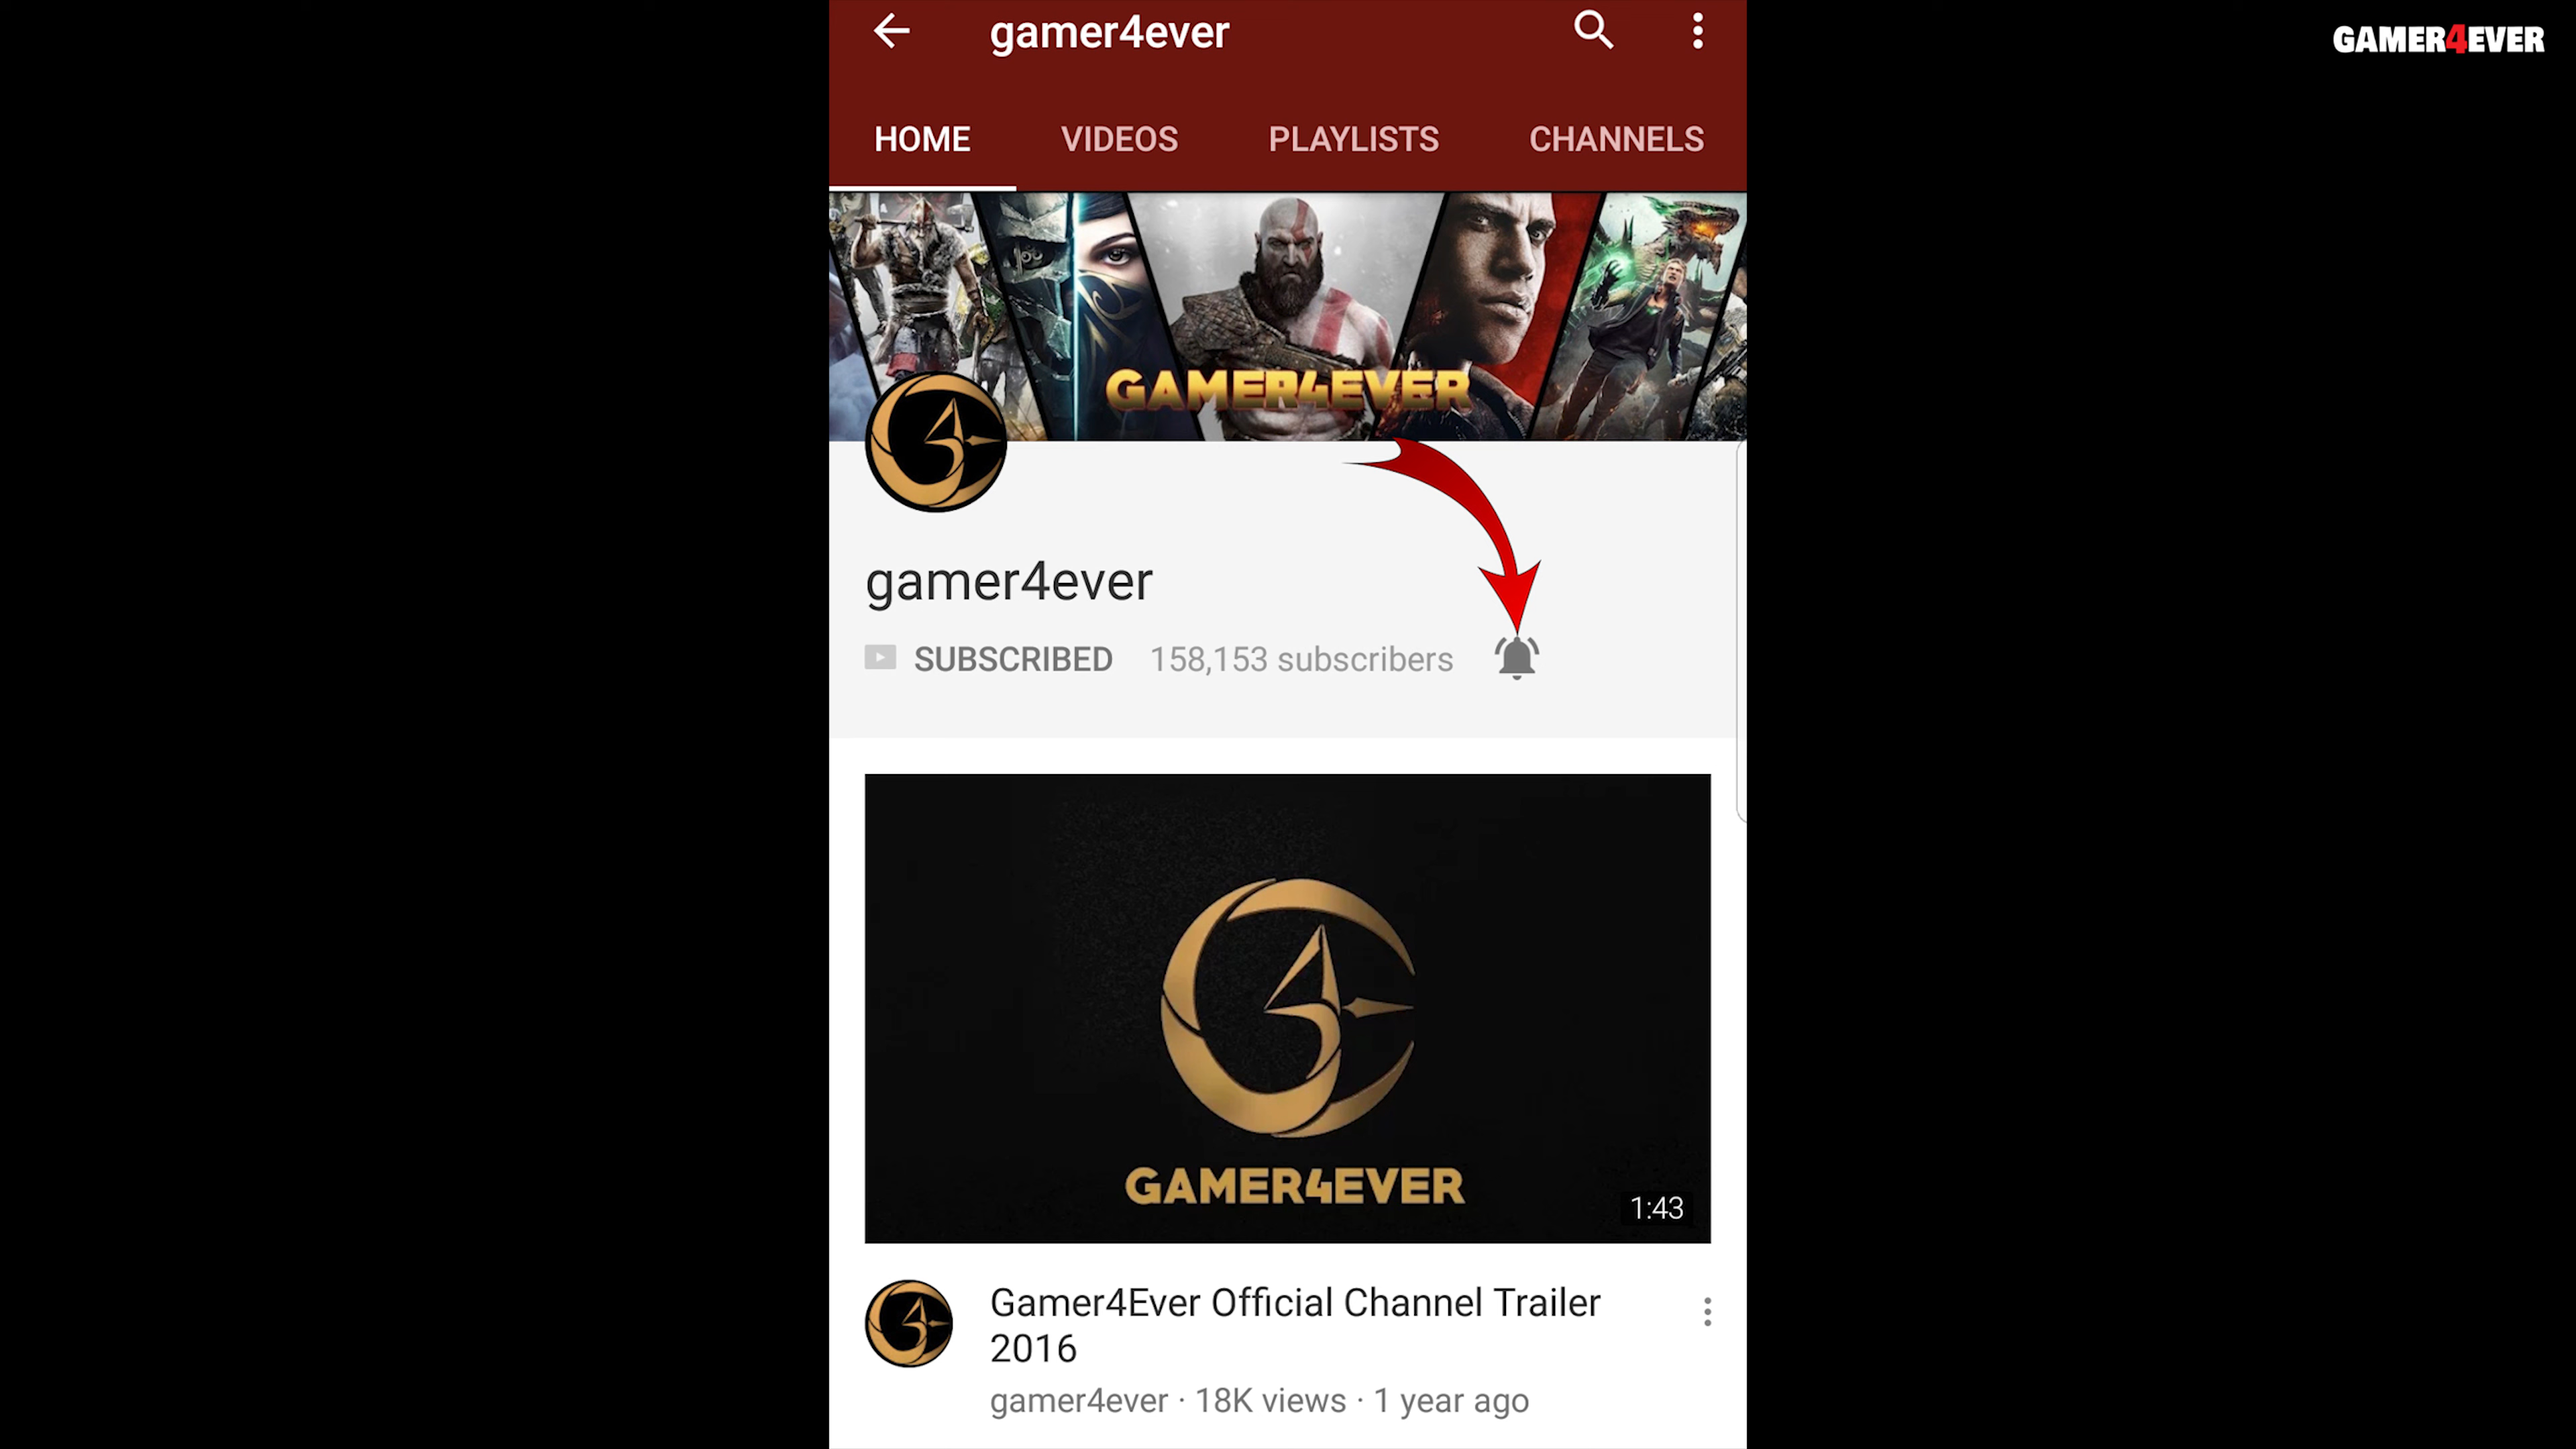 gamer4ever
GAMER4EVER
HOME VIDEOS PLAYLISTS CHANNELS
GAMER4EVER
gamer4ever
SUBSCRIBED 158,153 subscribers
GAMER4EVER
1:43
Gamer4Ever Official Channel Trailer
2016
gamer4ever · 18K views · 1 year ago